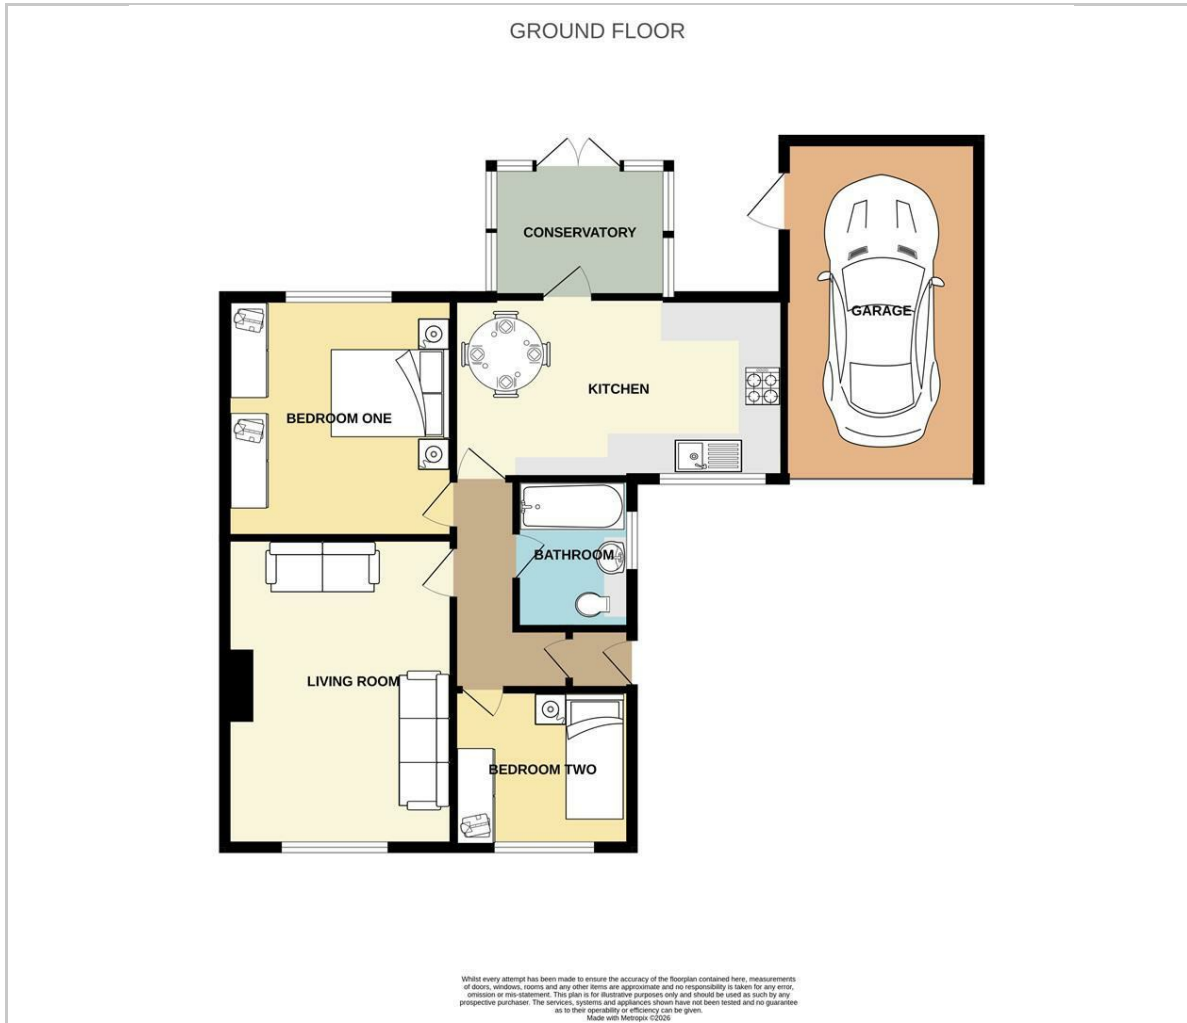 GROUND FLOOR
CONSERVATORY
GARAGE
KITCHEN
BEDROOM ONE
BATHROOM
LIVING ROOM
BEDROOM TWO
Whilst every attempt has been made to ensure the accuracy of the floorplan contained here, measurements
of doors, windows, rooms and any other items are approximate and no responsibility is taken for any error,
omission or mis-statement. This plan is for illustrative purposes only and should be used as such by any
prospective purchaser. The services, systems and appliances shown have not been tested and no guarantee
as to their operability or efficiency can be given.
Made with Metropix ©2026